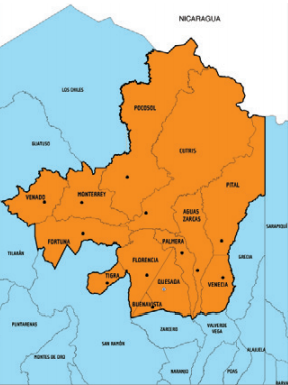 NICARAGUA
LOS CHILES
POCOSOL
GUATUSO
CUTRIS
PITAL
VENADO
MONTERREY
AGUAS
ZARCAS
SARAPIQUÍ
FORTUNA
PALMERA
TILARÁN
FLORENCIA
GRECIA
TIGRA
QUESADA
VENECIA
BUENAVISTA
PUNTARENAS
ZARCERO
VALVERDE
VEGA
SAN RAMÓN
ALAJUELA
MONTES DE ORO
NARANJO
POAS